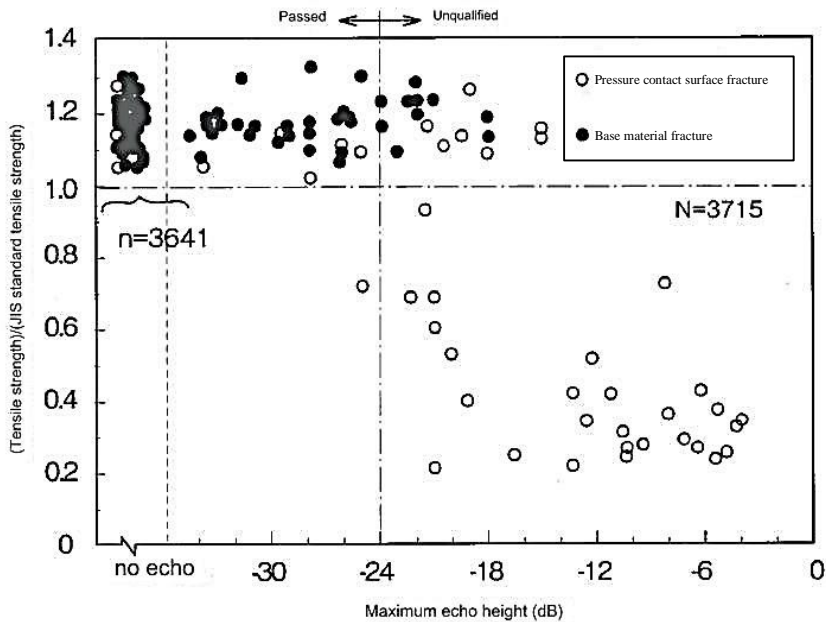 Passed
Unqualified
1.4
Pressure contact surface fracture
1.2
Base material fracture
1.0
N=3715
n=3641
0.8
0.6
0.4
0.2
0
no echo
-30
-24
-18
-12
-6
0
(Tensile strength)/(JIS standard tensile strength)
Maximum echo height (dB)